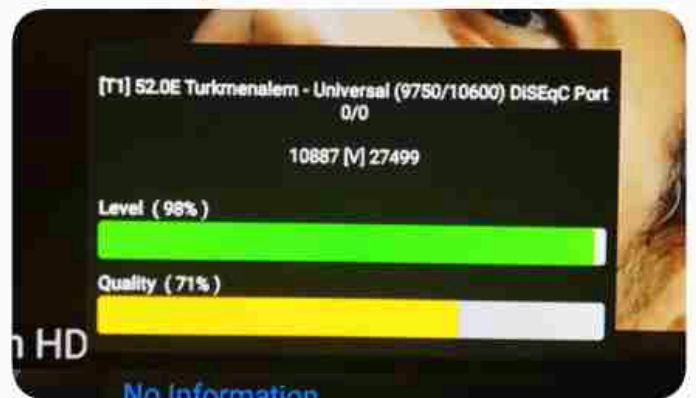 [T1] 52.0E Turkmenalem - Universal (9750/10600) DiSEqC Port
0/0
10887 [V] 27499
Level ( 98% )
Quality ( 71% )
HD
No Information